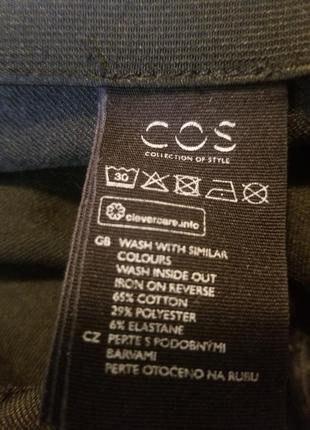 COS
COLLECTION OF STYLE
30
clevercare.info
GB WASH WITH SIMILAR
COLOURS
WASH INSIDE OUT
IRON ON REVERSE
65% COTTON
29% POLYESTER
6% ELASTANE
CZ PERTE S PODOBNÝMI
BARVAMI
PERTE OTOČENO NA RUBU